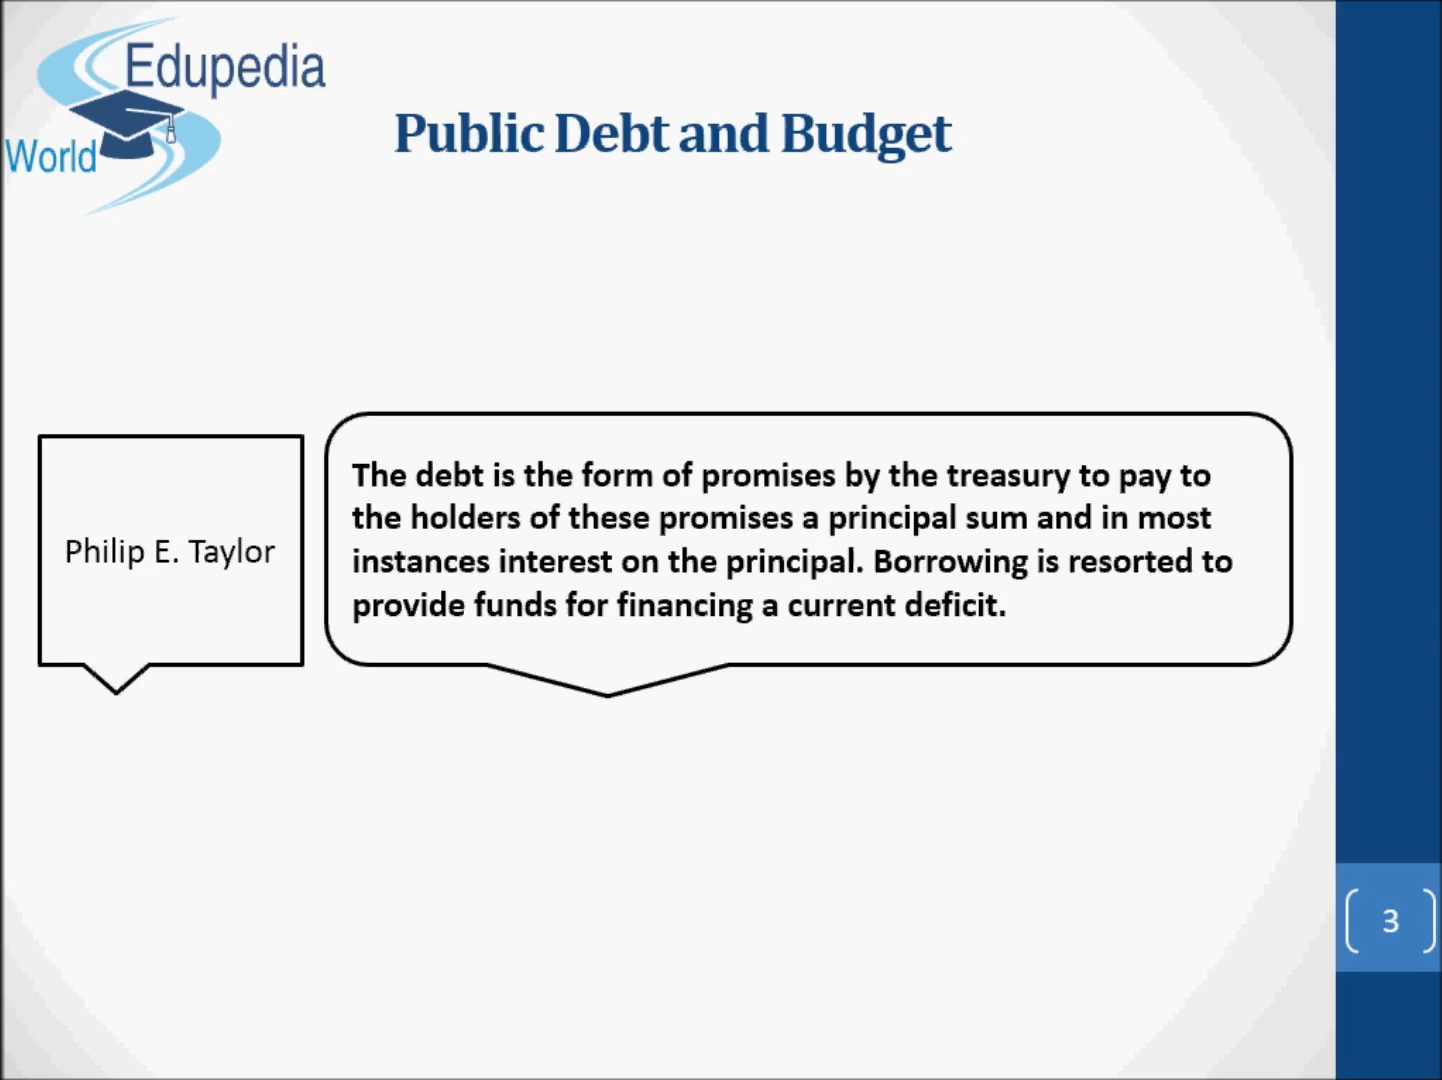 Edupedia
World
Public Debt and Budget
Philip E. Taylor
The debt is the form of promises by the treasury to pay to
the holders of these promises a principal sum and in most
instances interest on the principal. Borrowing is resorted to
provide funds for financing a current deficit.
3